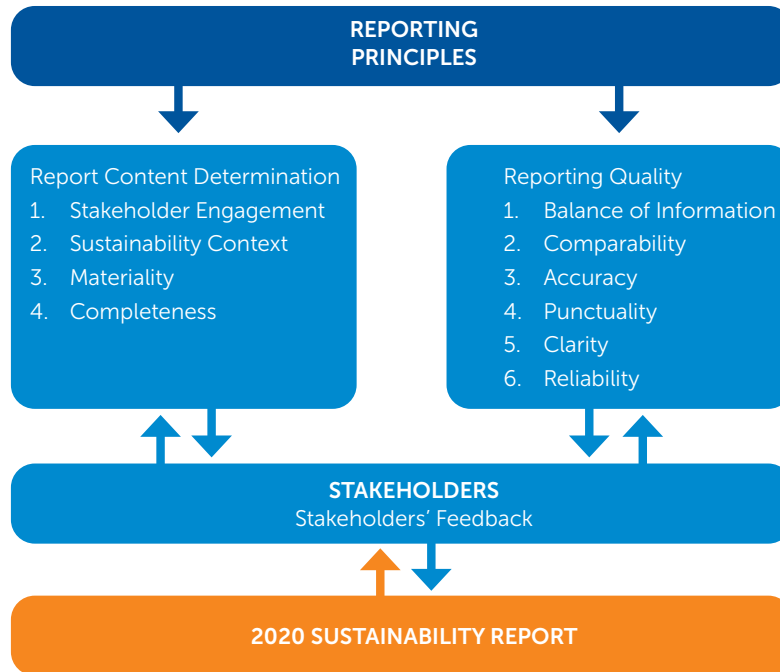 REPORTING
PRINCIPLES
Report Content Determination
1. Stakeholder Engagement
2. Sustainability Context
3. Materiality
4. Completeness
Reporting Quality
1. Balance of Information
2. Comparability
3. Accuracy
4. Punctuality
5. Clarity
6. Reliability
STAKEHOLDERS
Stakeholders’ Feedback
2020 SUSTAINABILITY REPORT